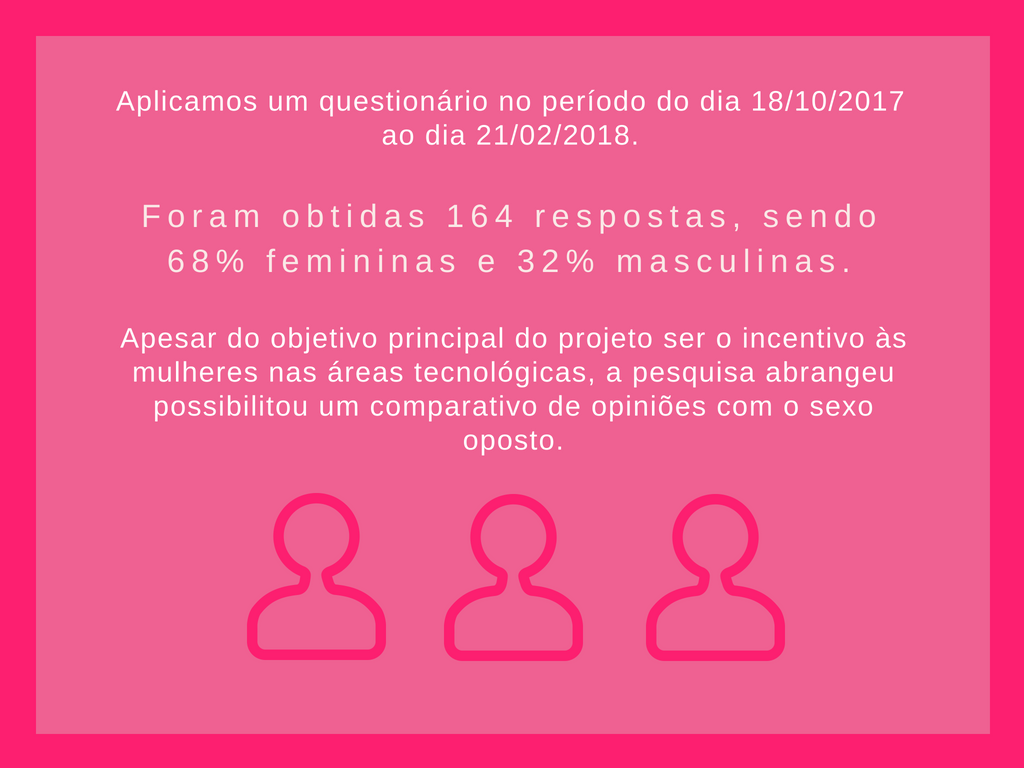 Aplicamos um questionário no período do dia 18/10/2017
ao dia 21/02/2018.
Foram obtidas 164 respostas, sendo
68% femininas e 32% masculinas.
Apesar do objetivo principal do projeto ser o incentivo às
mulheres nas áreas tecnológicas, a pesquisa abrangeu
possibilitou um comparativo de opiniões com o sexo
oposto.